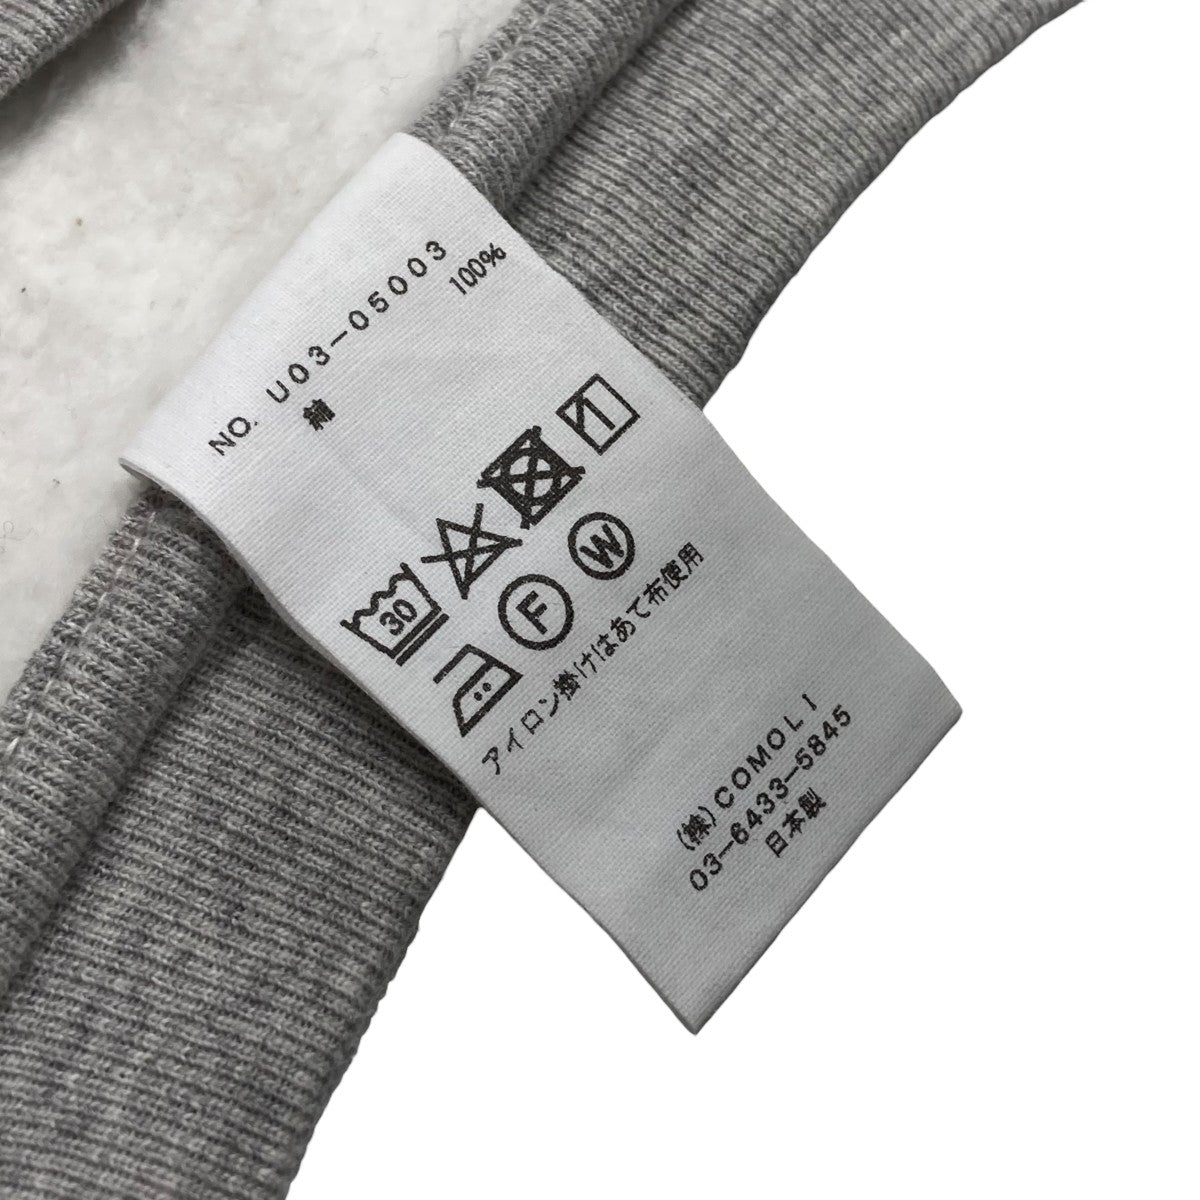 NO. U03-05003
綿 100%
30
F W
アイロン掛けはあて布使用
(株)COMOLI
03-6433-5845
日本製